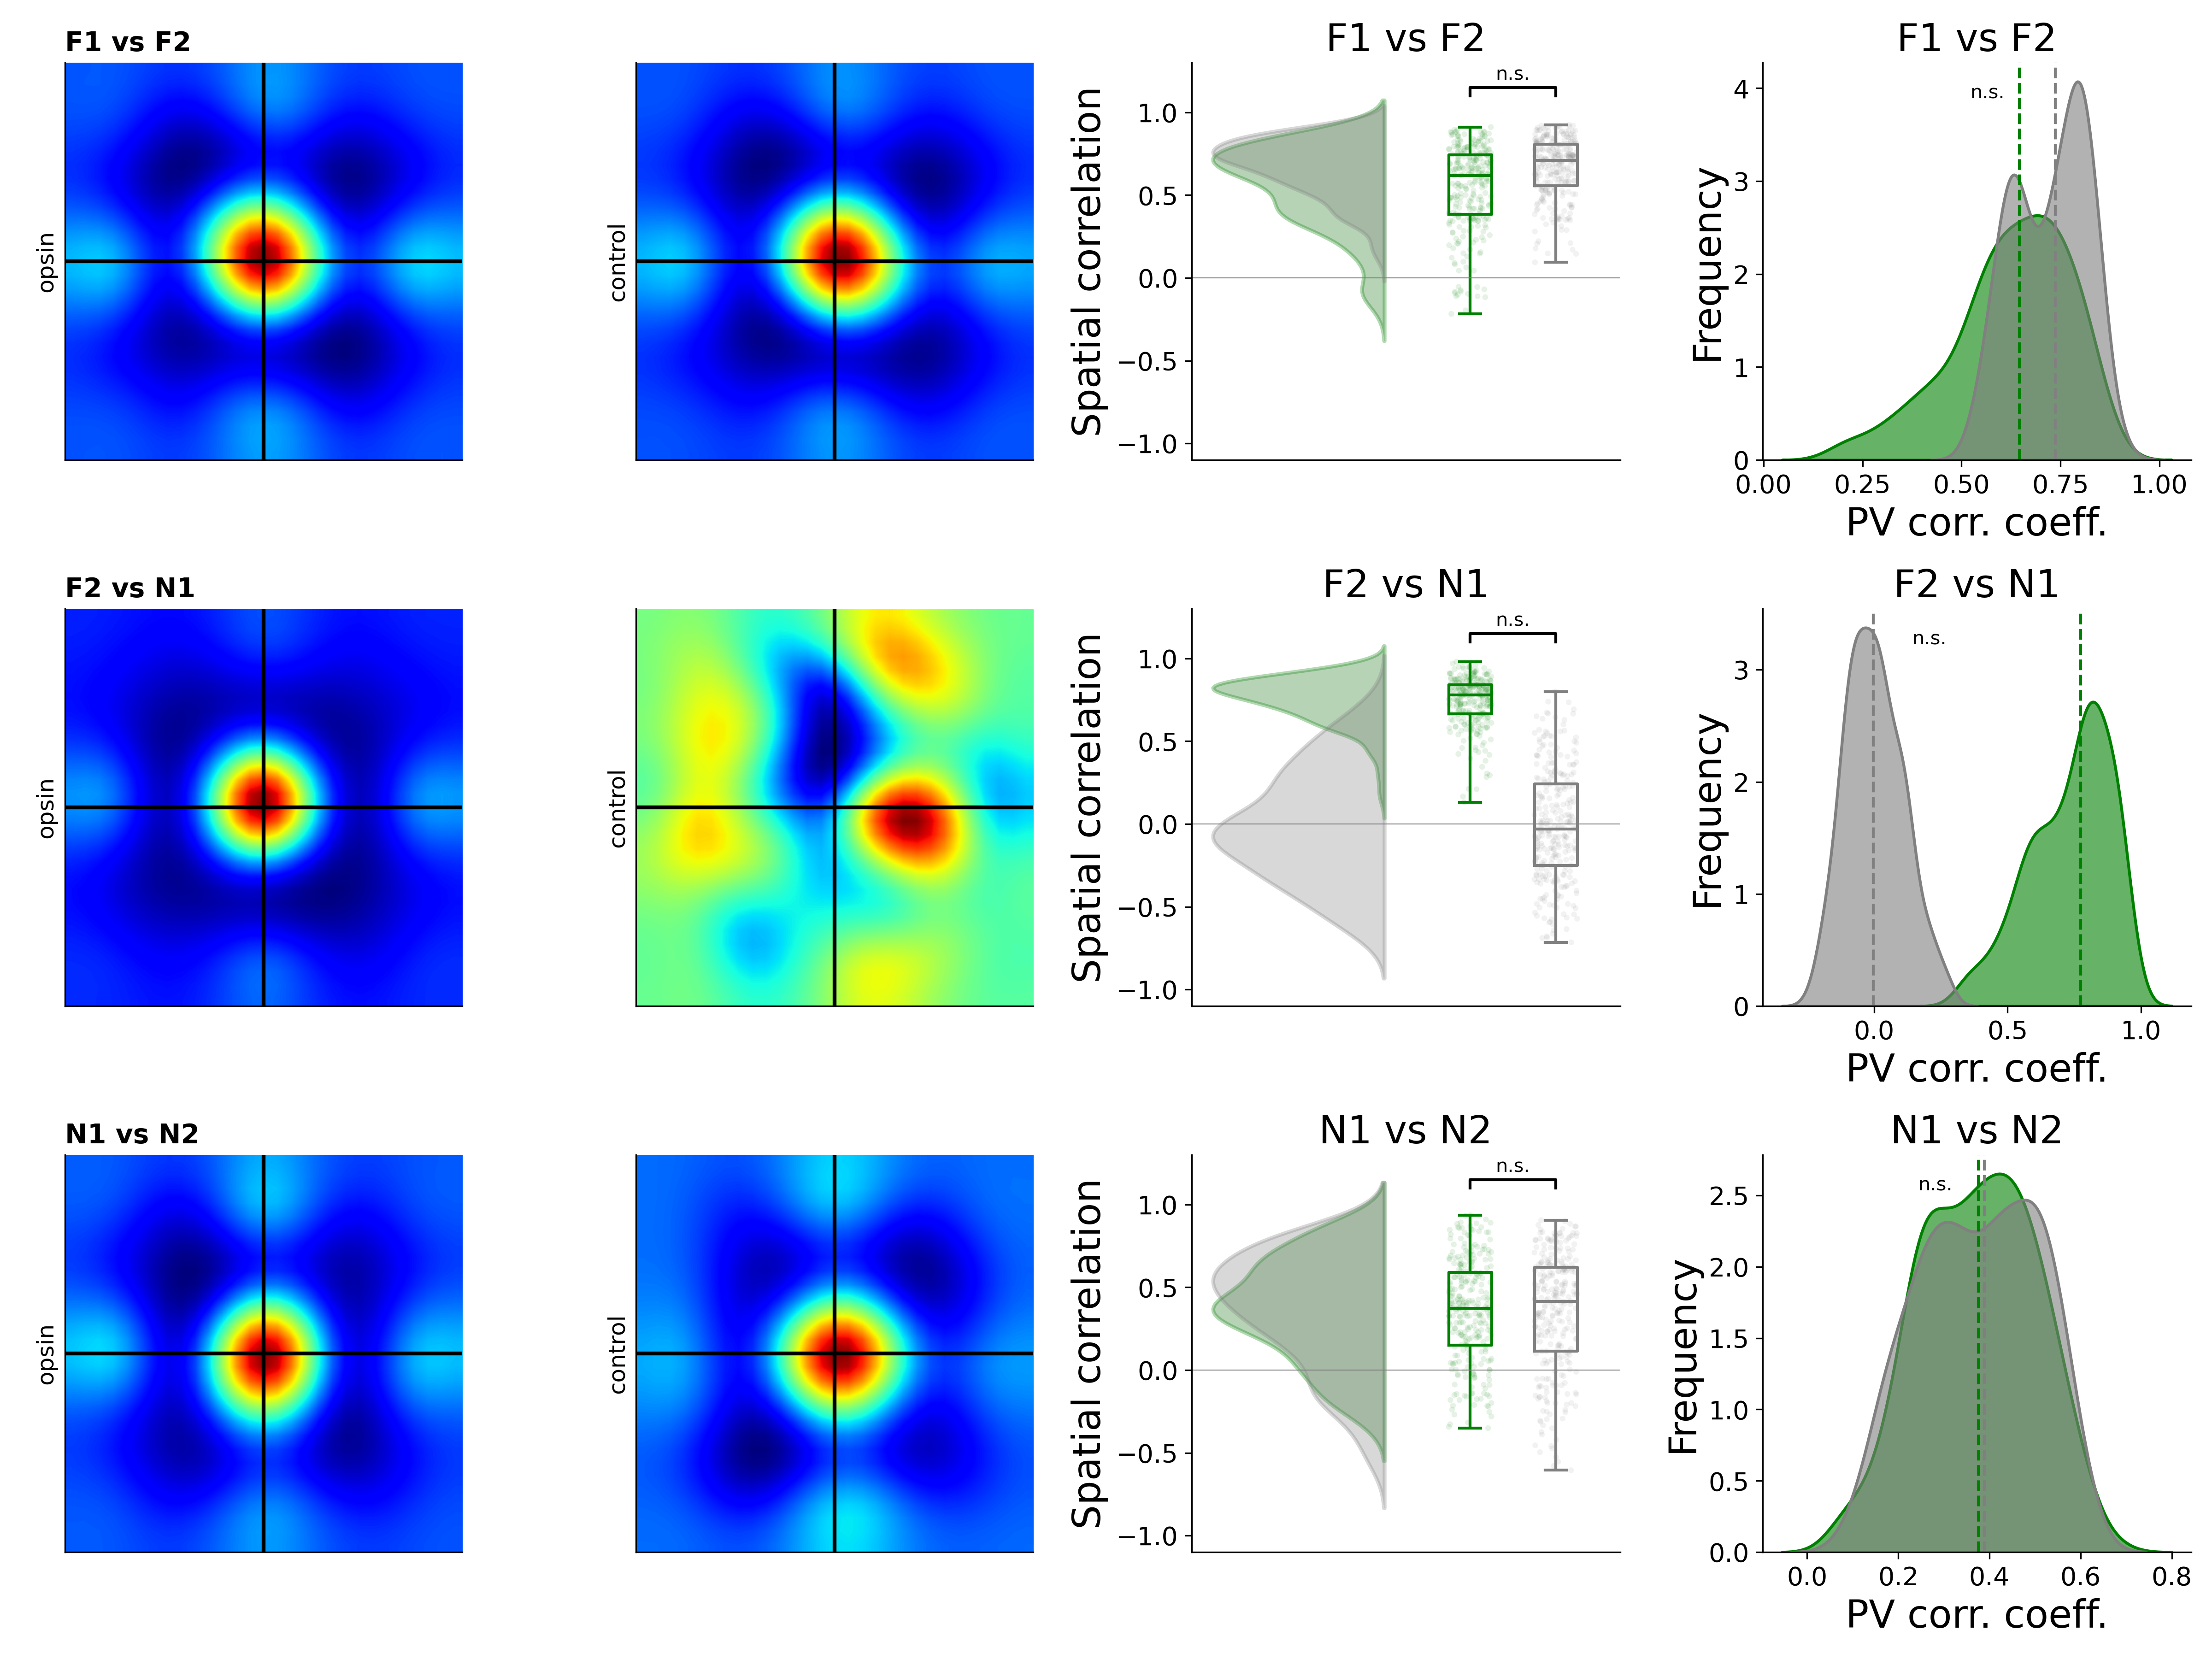 F1 vs F2
opsin
control
F1 vs F2
n.s.
Spatial correlation
1.0
0.5
0.0
−0.5
−1.0
F1 vs F2
n.s.
Frequency
4
3
2
1
0
0.00 0.25 0.50 0.75 1.00
PV corr. coeff.
F2 vs N1
opsin
control
F2 vs N1
n.s.
Spatial correlation
1.0
0.5
0.0
−0.5
−1.0
F2 vs N1
n.s.
Frequency
3
2
1
0
0.0 0.5 1.0
PV corr. coeff.
N1 vs N2
opsin
control
N1 vs N2
n.s.
Spatial correlation
1.0
0.5
0.0
−0.5
−1.0
N1 vs N2
n.s.
Frequency
2.5
2.0
1.5
1.0
0.5
0.0
0.0 0.2 0.4 0.6 0.8
PV corr. coeff.